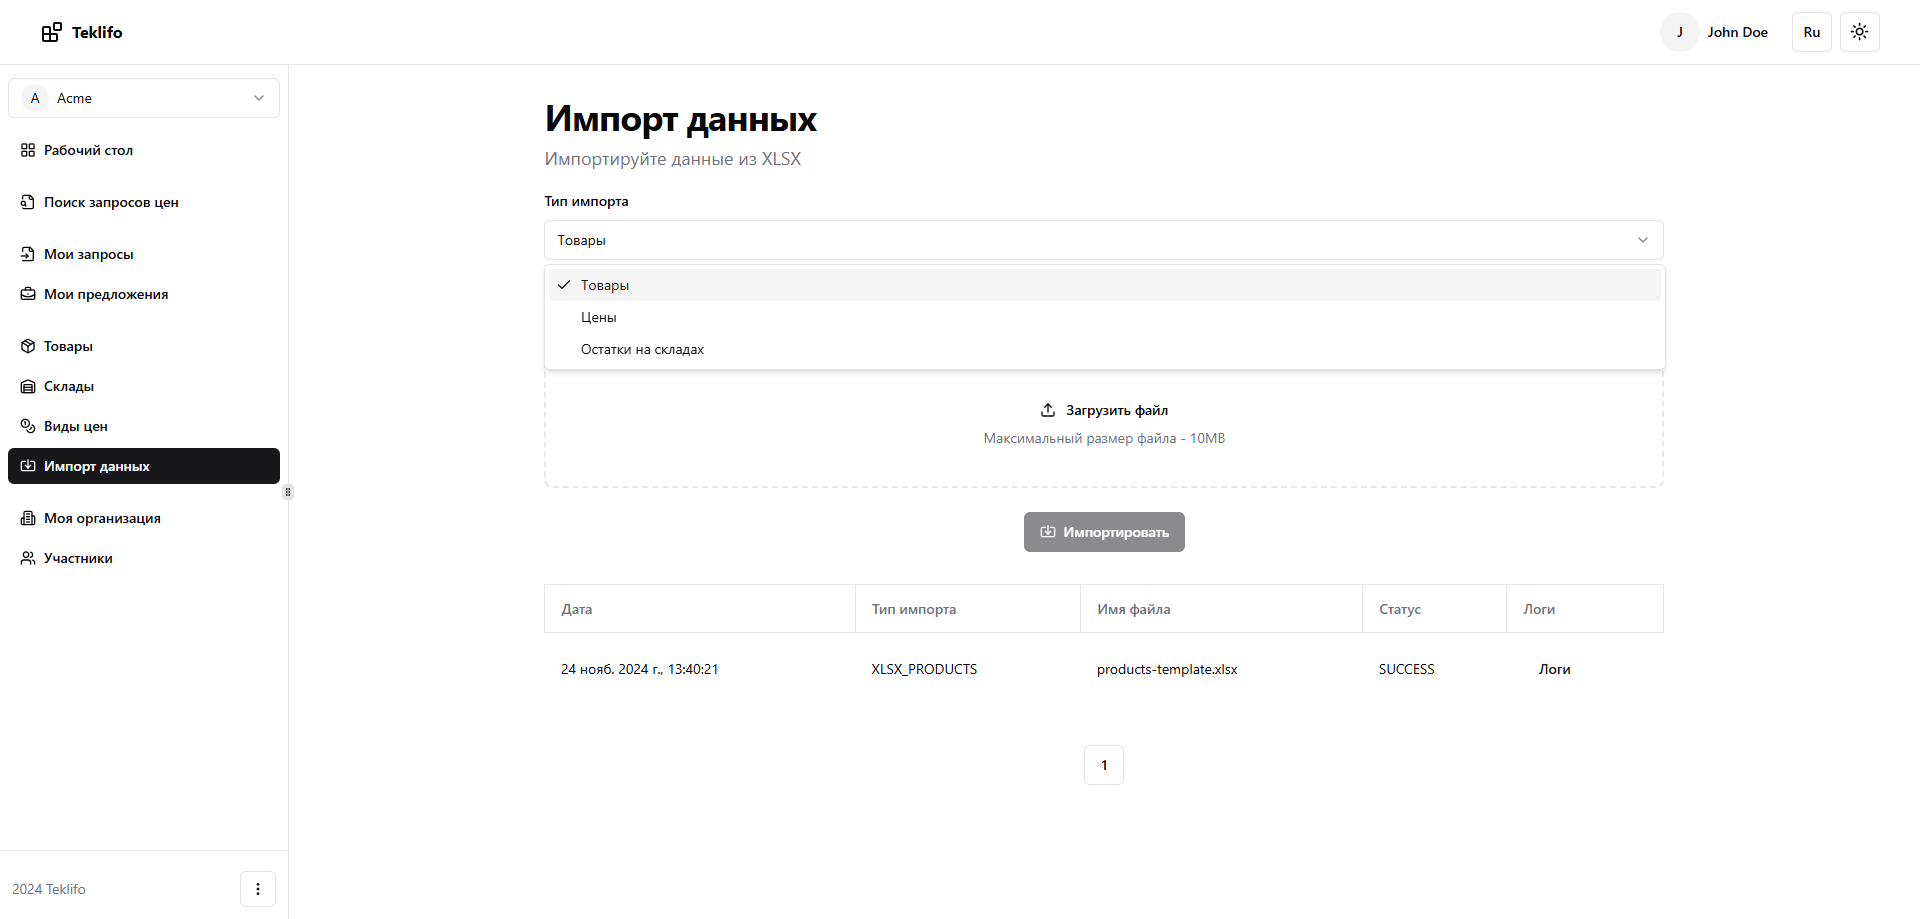 Teklifo
J
John Doe
Ru
A
Acme
Рабочий стол
Поиск запросов цен
Мои запросы
Мои предложения
Товары
Склады
Виды цен
Импорт данных
Моя организация
Участники
2024 Teklifo
Импорт данных
Импортируйте данные из XLSX
Тип импорта
Товары
Товары
Цены
Остатки на складах
Загрузить файл
Максимальный размер файла - 10MB
Импортировать
Дата Тип импорта Имя файла Статус Логи
24 нояб. 2024 г., 13:40:21 XLSX_PRODUCTS products-template.xlsx SUCCESS Логи
1